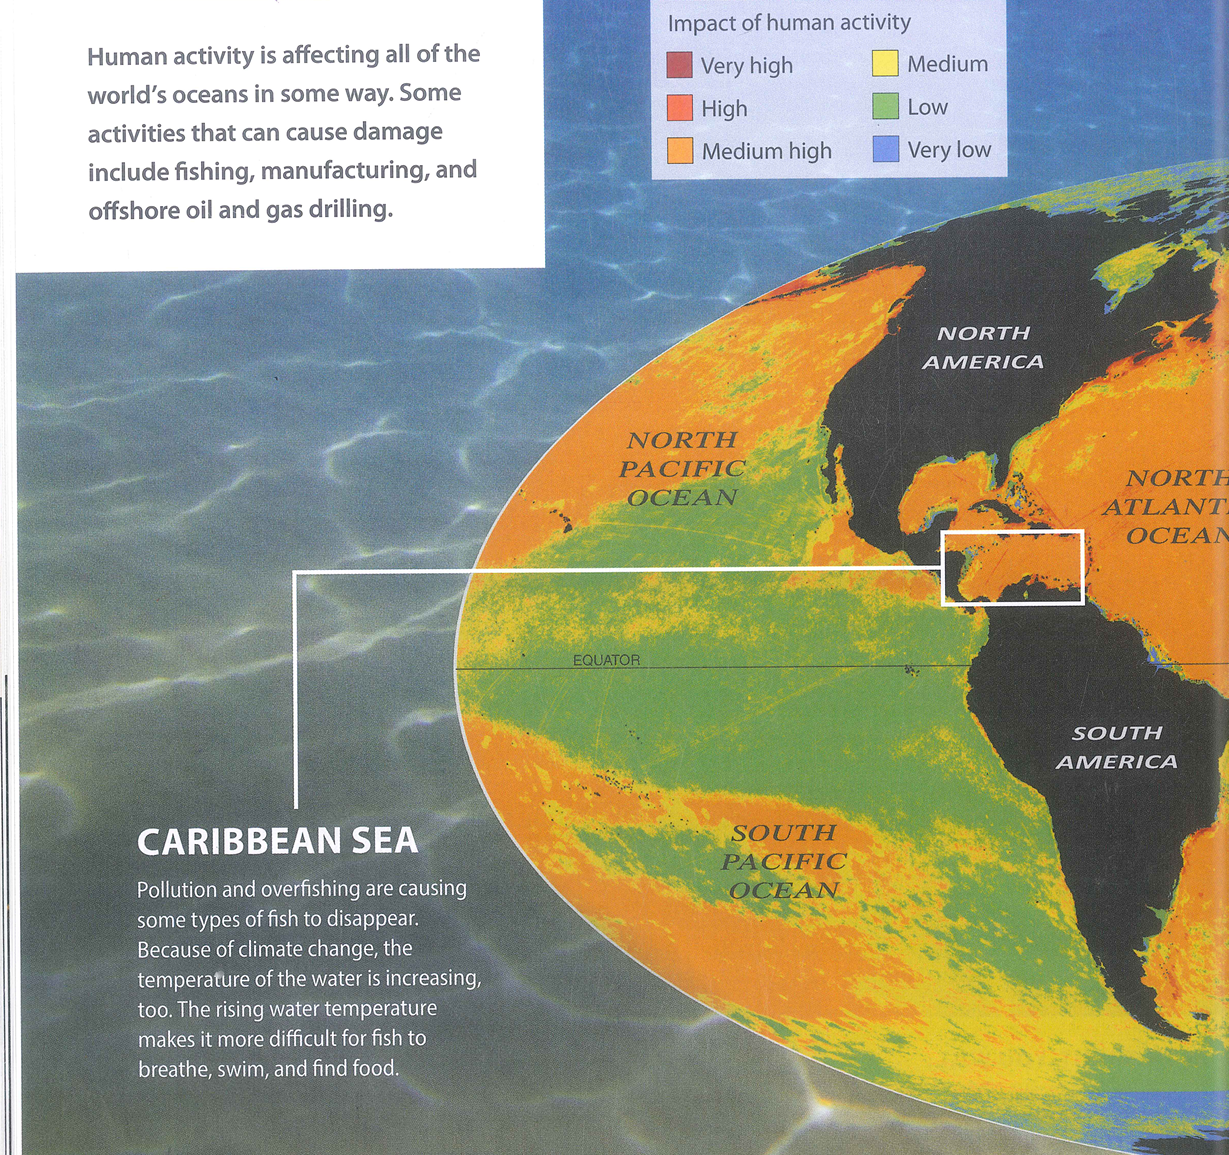 Human activity is affecting all of the
world's oceans in some way. Some
activities that can cause damage
include fishing, manufacturing, and
offshore oil and gas drilling.
Impact of human activity
Very high
High
Medium high
Medium
Low
Very low
NORTH
AMERICA
NORTH
PACIFIC
OCEAN
NORTH
ATLANTI
OCEAN
EQUATOR
SOUTH
AMERICA
SOUTH
PACIFIC
OCEAN
CARIBBEAN SEA
Pollution and overfishing are causing
some types of fish to disappear.
Because of climate change, the
temperature of the water is increasing,
too. The rising water temperature
makes it more difficult for fish to
breathe, swim, and find food.